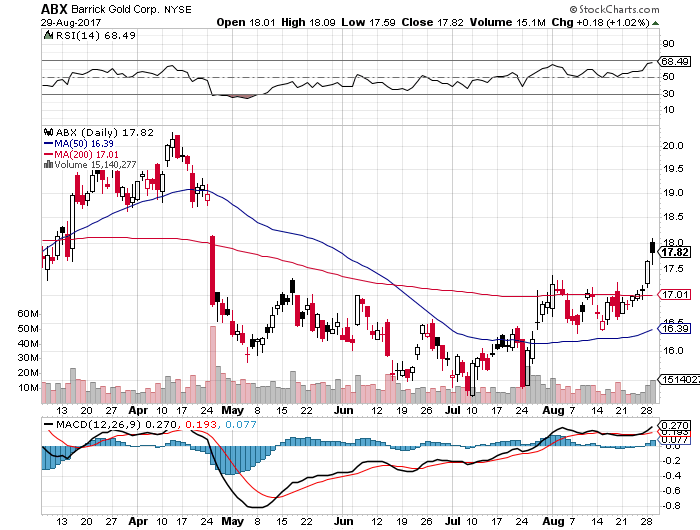 ABX Barrick Gold Corp. NYSE © StockCharts.com
29-Aug-2017 Open 18.01 High 18.09 Low 17.59 Close 17.82 Volume 15.1M Chg +0.18 (+1.02%)
RSI(14) 68.49
90
68.49
50
30
10
ABX (Daily) 17.82
MA(50) 16.39
MA(200) 17.01
Volume 15,140,277
20.0
19.5
19.0
18.5
18.0
17.82
17.5
17.01
16.5
16.39
16.0
60M
50M
40M
30M
20M
10M
1514027
13 20 27 Apr 10 17 24 May 8 15 22 Jun 12 19 26 Jul 10 17 24 Aug 7 14 21 28
MACD(12,26,9) 0.270, 0.193, 0.077
0.270
0.193
0.077
0.0
-0.2
-0.4
-0.6
-0.8
13 20 27 Apr 10 17 24 May 8 15 22 Jun 12 19 26 Jul 10 17 24 Aug 7 14 21 28